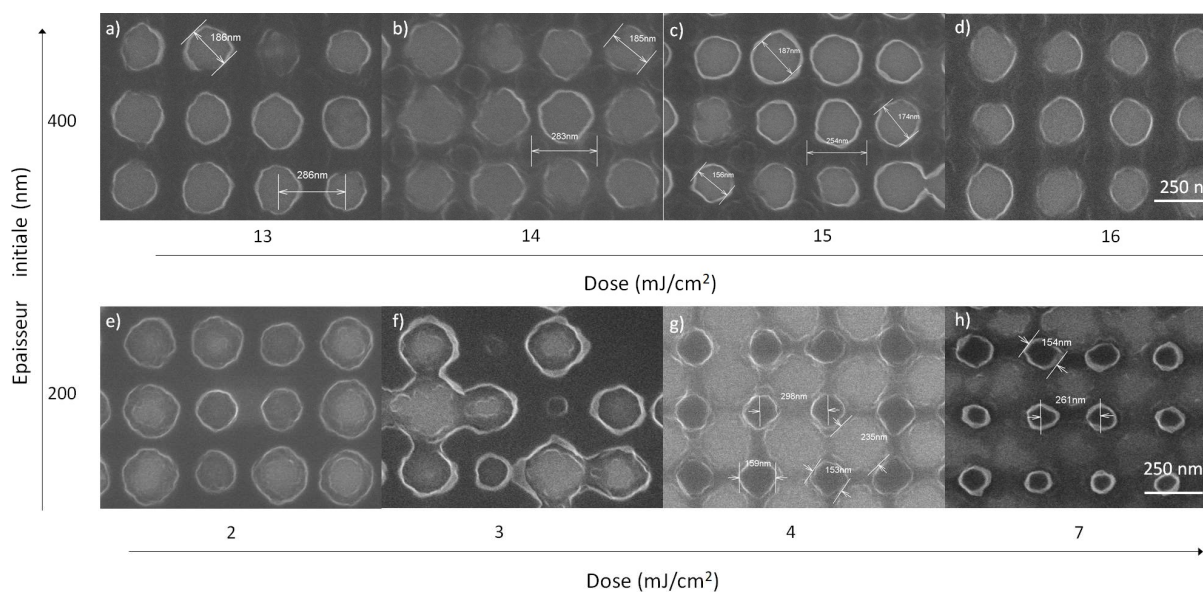 a)
186nm
286nm
b)
185nm
283nm
c)
187nm
174nm
254nm
156nm
d)
250 n
400
13 14 15 16
Dose (mJ/cm²)
Epaisseur initiale (nm)
e)
f)
g)
298nm
235nm
159nm
153nm
h)
154nm
261nm
250 nm
200
2 3 4 7
Dose (mJ/cm²)